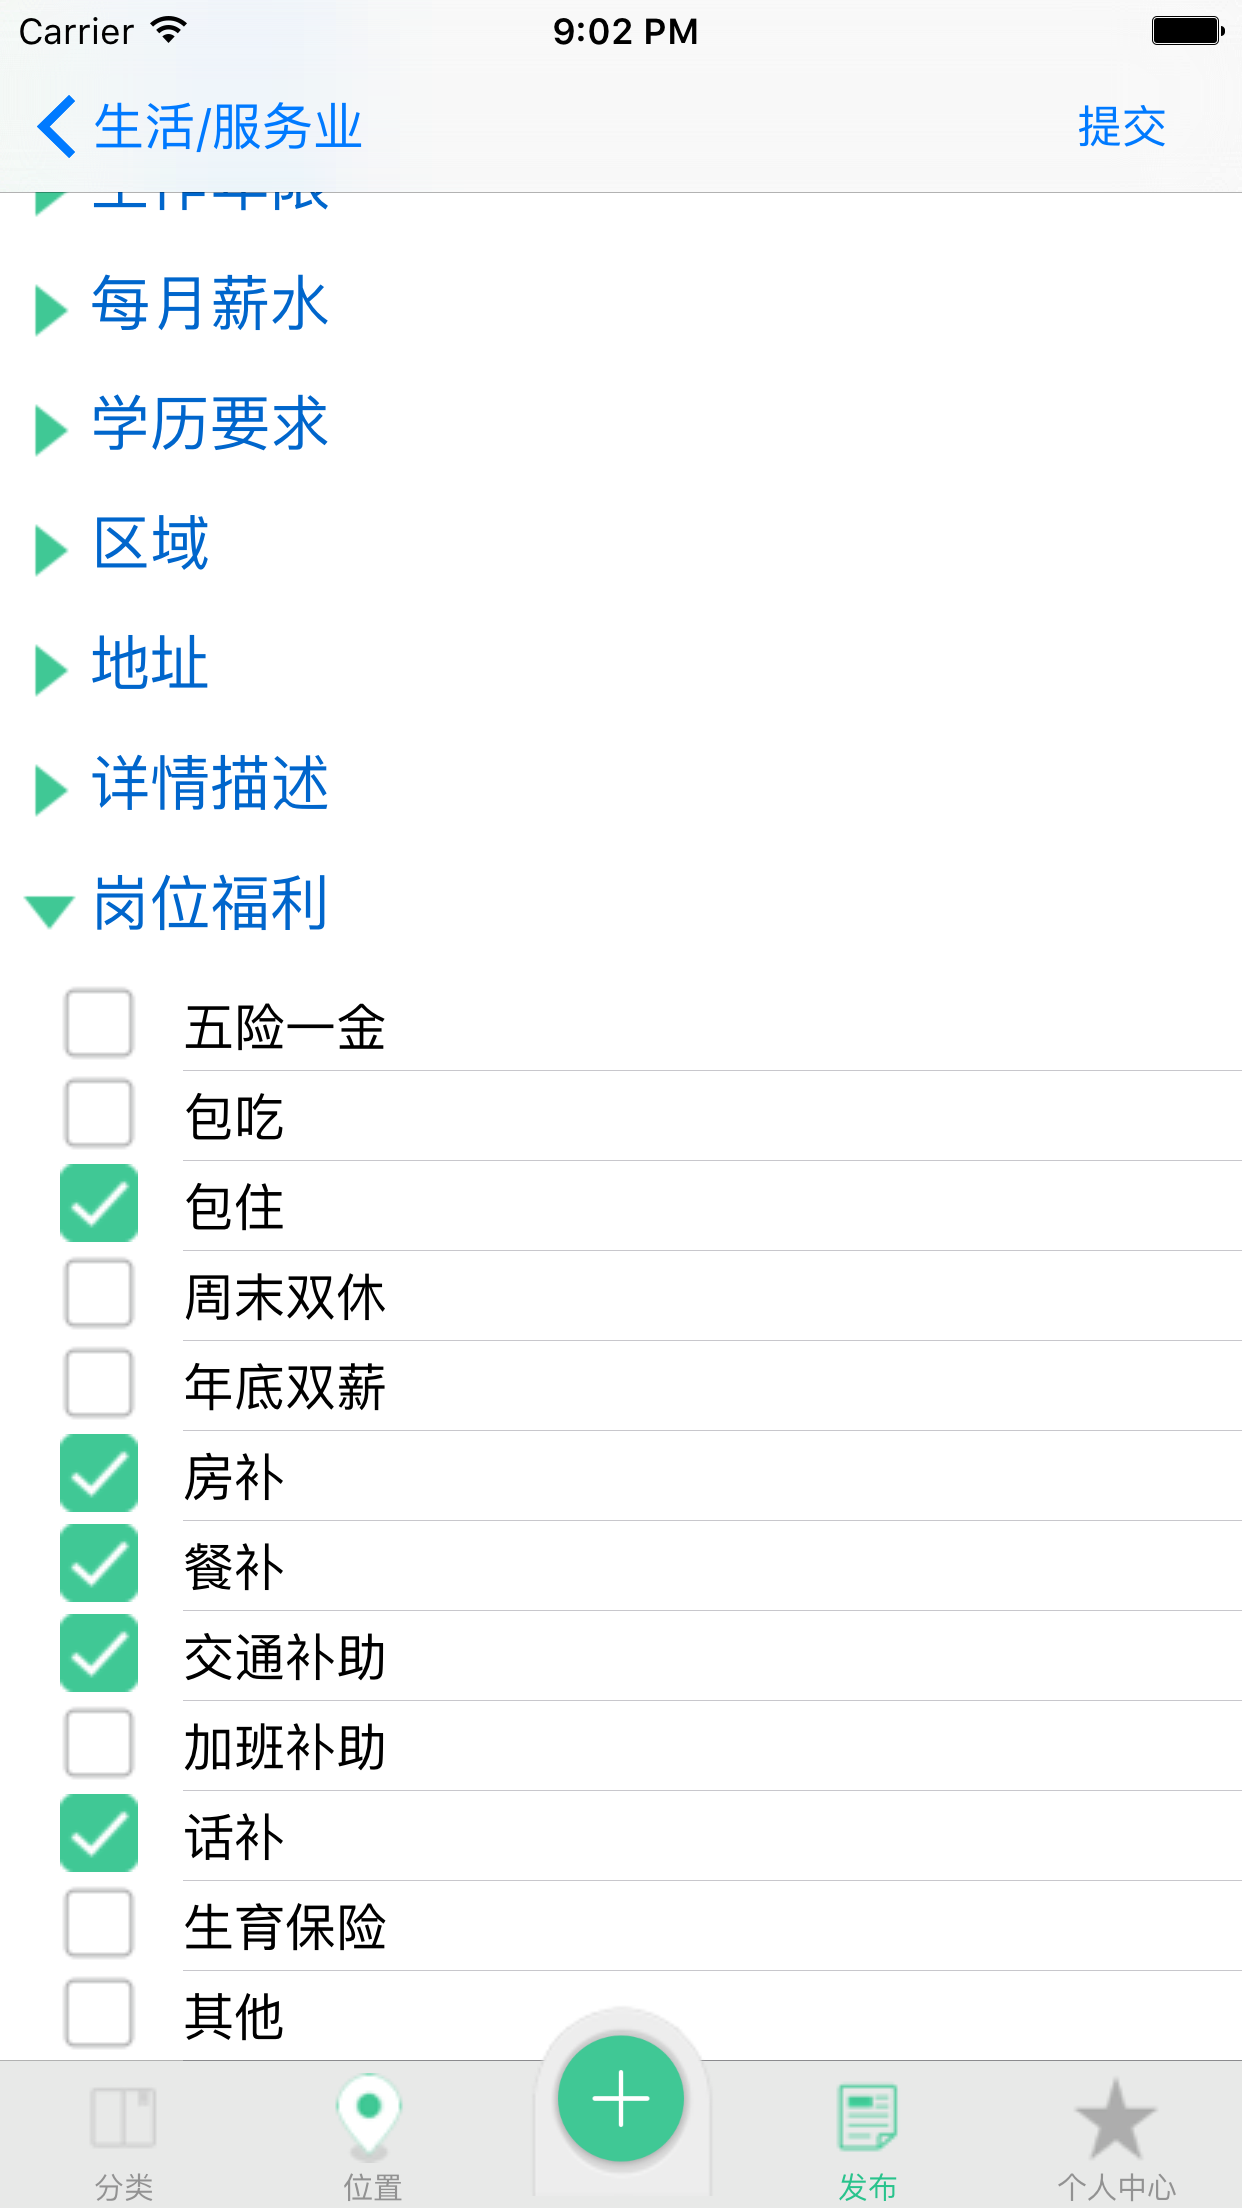 Carrier 9:02 PM
生活/服务业 提交
工作年限
每月薪水
学历要求
区域
地址
详情描述
岗位福利
五险一金
包吃
包住
周末双休
年底双薪
房补
餐补
交通补助
加班补助
话补
生育保险
其他
分类 位置 发布 个人中心